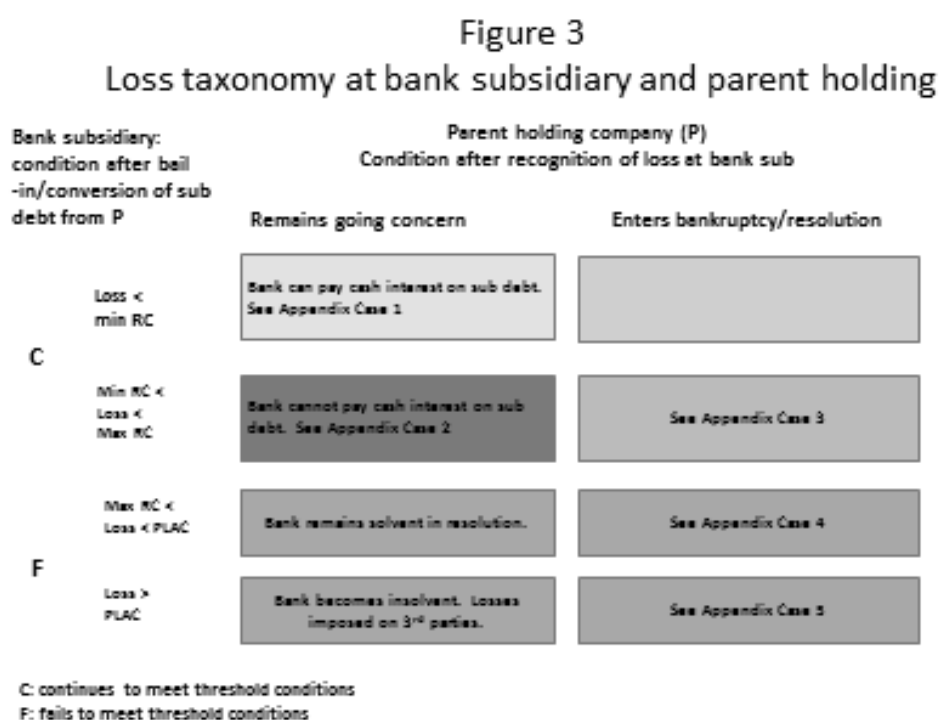 Figure 3
Loss taxonomy at bank subsidiary and parent holding
Bank subsidiary:
condition after bail
-in/conversion of sub
debt from P
Parent holding company (P)
Condition after recognition of loss at bank sub
Remains going concern
Enters bankruptcy/resolution
Loss <
min RC
Bank can pay cash interest on sub debt.
See Appendix Case 1
C
Min RC <
Loss <
Max RC
Bank cannot pay cash interest on sub
debt. See Appendix Case 2
See Appendix Case 3
Max RC <
Loss < PLAC
Bank remains solvent in resolution.
See Appendix Case 4
F
Loss >
PLAC
Bank becomes insolvent. Losses
imposed on 3rd parties.
See Appendix Case 5
C: continues to meet threshold conditions
F: fails to meet threshold conditions